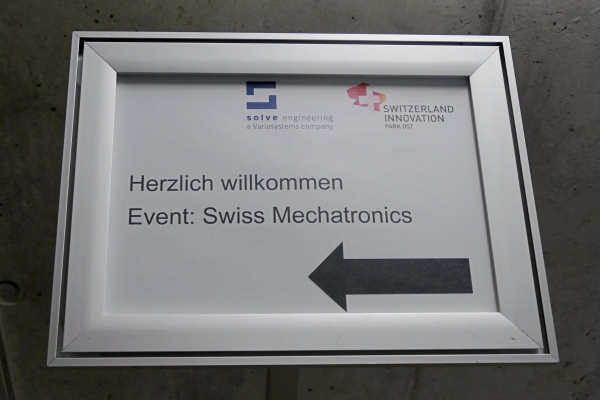 solve engineering
a Variosystems company
SWITZERLAND
INNOVATION
PARK OST
Herzlich willkommen
Event: Swiss Mechatronics